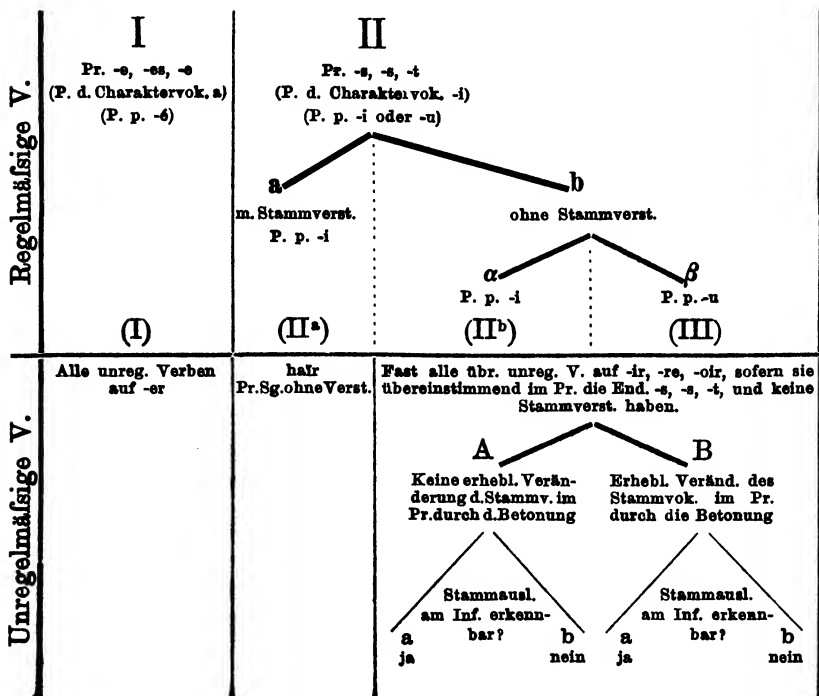 Regelmäſsige V.
I
Pr. -e, -es, -e
(P. d. Charaktervok. a)
(P. p. -é)
II
Pr. -s, -s, -t
(P. d. Charaktervok. -i)
(P. p. -i oder -u)
a
m. Stammverst.
P. p. -i
b
ohne Stammverst.
α
P. p. -i
β
P. p. -u
(I)
(IIᵃ)
(IIᵇ)
(III)
Unregelmäſsige V.
Alle unreg. Verben
auf -er
haïr
Pr. Sg. ohne Verst.
Fast alle übr. unreg. V. auf -ir, -re, -oir, sofern sie
übereinstimmend im Pr. die End. -s, -s, -t, und keine
Stammverst. haben.
A
Keine erhebl. Verän-
derung d. Stammv. im
Pr. durch d. Betonung
B
Erhebl. Veränd. des
Stammvok. im Pr.
durch die Betonung
Stammausl.
am Inf. erkenn-
bar?
a
ja
b
nein
Stammausl.
am Inf. erkenn-
bar?
a
ja
b
nein